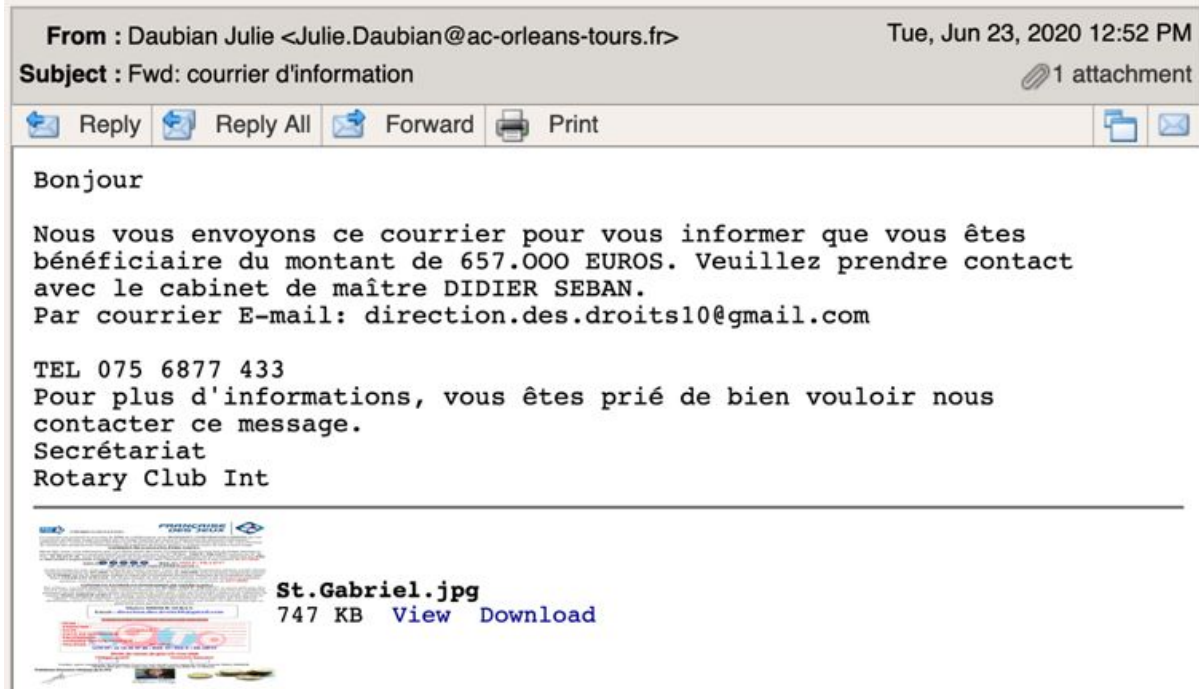 From : Daubian Julie <Julie.Daubian@ac-orleans-tours.fr> Tue, Jun 23, 2020 12:52 PM
Subject : Fwd: courrier d'information 1 attachment
Reply Reply All Forward Print
Bonjour
Nous vous envoyons ce courrier pour vous informer que vous êtes
bénéficiaire du montant de 657.OOO EUROS. Veuillez prendre contact
avec le cabinet de maître DIDIER SEBAN.
Par courrier E-mail: direction.des.droits10@gmail.com
TEL 075 6877 433
Pour plus d'informations, vous êtes prié de bien vouloir nous
contacter ce message.
Secrétariat
Rotary Club Int
FRANÇAISE
DES JEUX
St.Gabriel.jpg
747 KB View Download